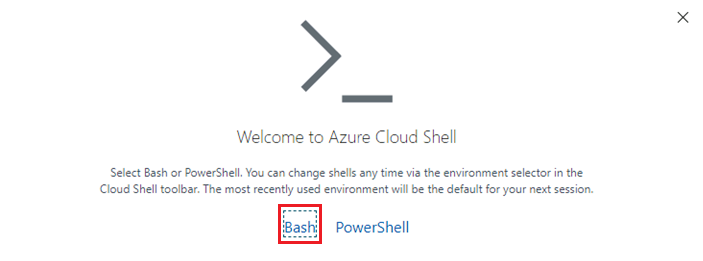 Welcome to Azure Cloud Shell
Select Bash or PowerShell. You can change shells any time via the environment selector in the
Cloud Shell toolbar. The most recently used environment will be the default for your next session.
Bash PowerShell